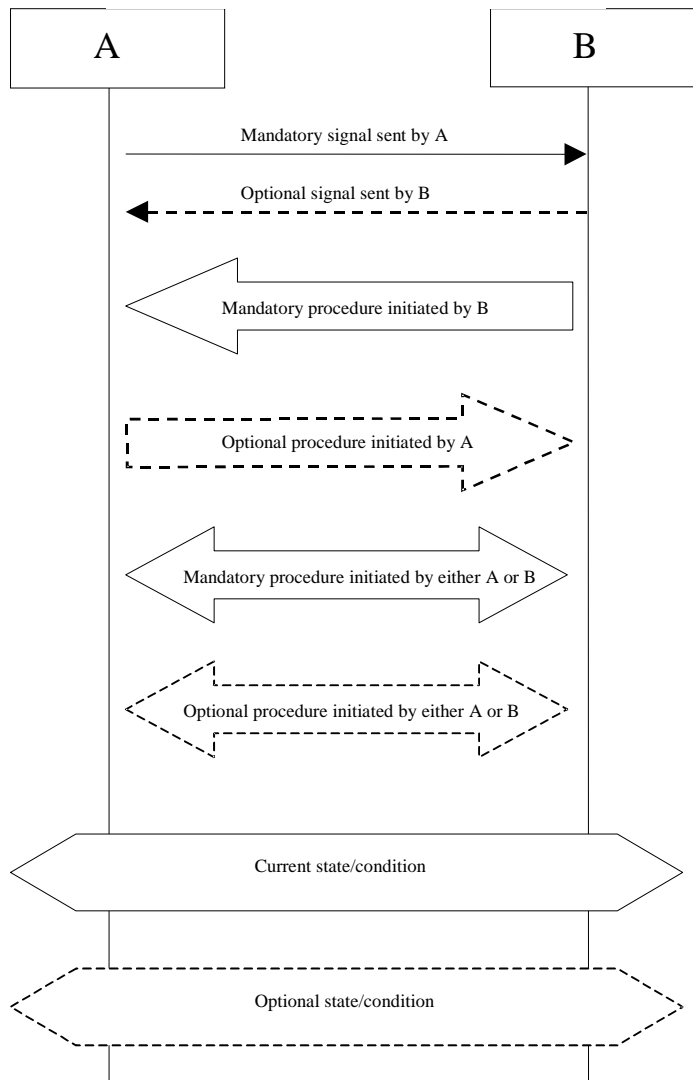 A
B
Mandatory signal sent by A
Optional signal sent by B
Mandatory procedure initiated by B
Optional procedure initiated by A
Mandatory procedure initiated by either A or B
Optional procedure initiated by either A or B
Current state/condition
Optional state/condition